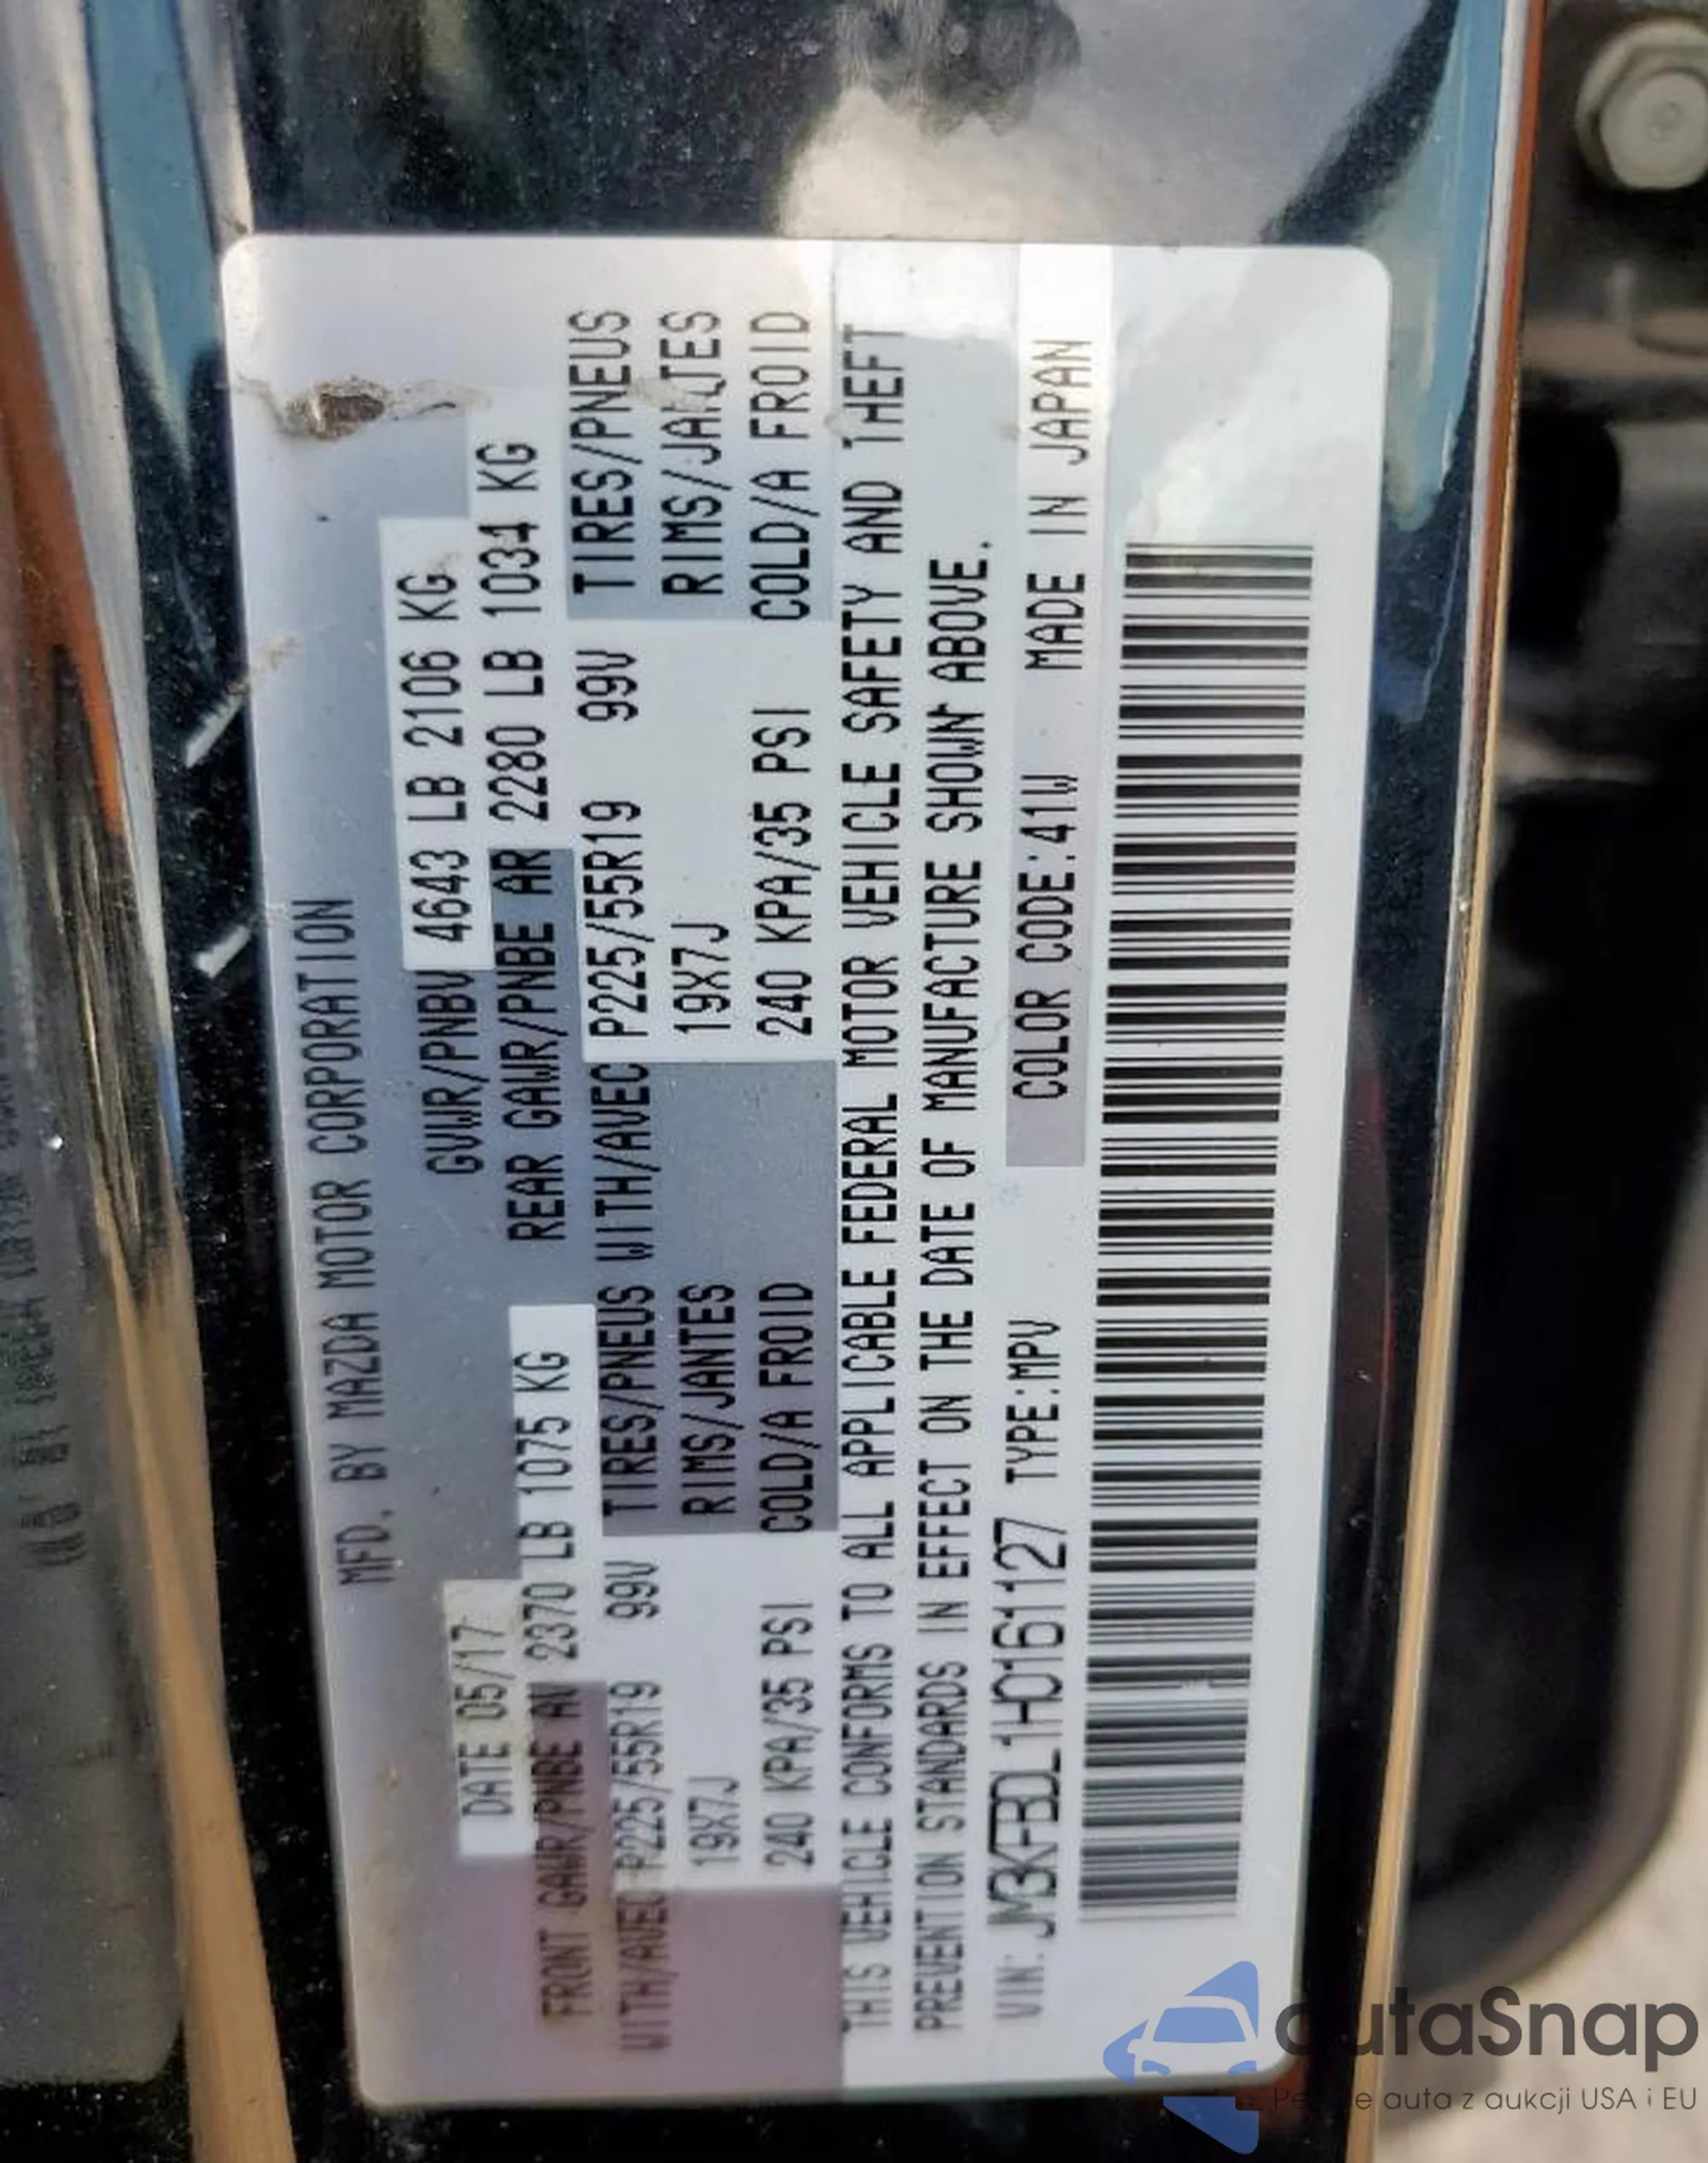 MFD. BY MAZDA MOTOR CORPORATION
DATE 05/17 GVWR/PNBV 4643 LB 2106 KG
FRONT GAWR/PNBE AV 2370 LB 1075 KG REAR GAWR/PNBE AR 2280 LB 1034 KG
WITH/AVEC P225/55R19 99V TIRES/PNEUS WITH/AVEC P225/55R19 99V TIRES/PNEUS
19X7J RIMS/JANTES 19X7J RIMS/JANTES
240 KPA/35 PSI COLD/A FROID 240 KPA/35 PSI COLD/A FROID
THIS VEHICLE CONFORMS TO ALL APPLICABLE FEDERAL MOTOR VEHICLE SAFETY AND THEFT
PREVENTION STANDARDS IN EFFECT ON THE DATE OF MANUFACTURE SHOWN ABOVE.
VIN: JM3KFBDL1H0161127 TYPE:MPV COLOR CODE:41W MADE IN JAPAN
autaSnap
auta z aukcji USA i EU